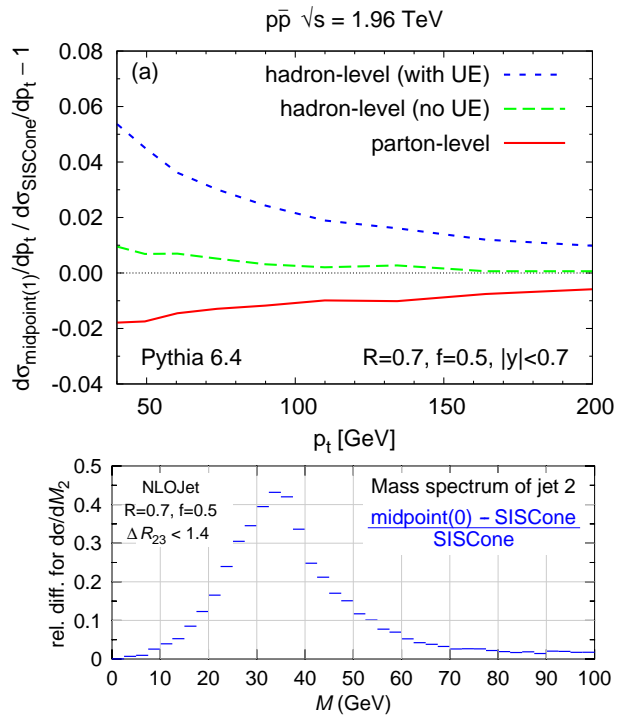 pp̄ √s = 1.96 TeV
dσmidpoint(1)/dpt / dσSISCone/dpt − 1
0.08
0.06
0.04
0.02
0.00
-0.02
-0.04
(a)
hadron-level (with UE)
hadron-level (no UE)
parton-level
Pythia 6.4
R=0.7, f=0.5, |y|<0.7
50
100
150
200
pt [GeV]
rel. diff. for dσ/dM2
0.5
0.4
0.3
0.2
0.1
0
NLOJet
R=0.7, f=0.5
Δ R23 < 1.4
Mass spectrum of jet 2
midpoint(0) − SISCone
SISCone
0 10 20 30 40 50 60 70 80 90 100
M (GeV)